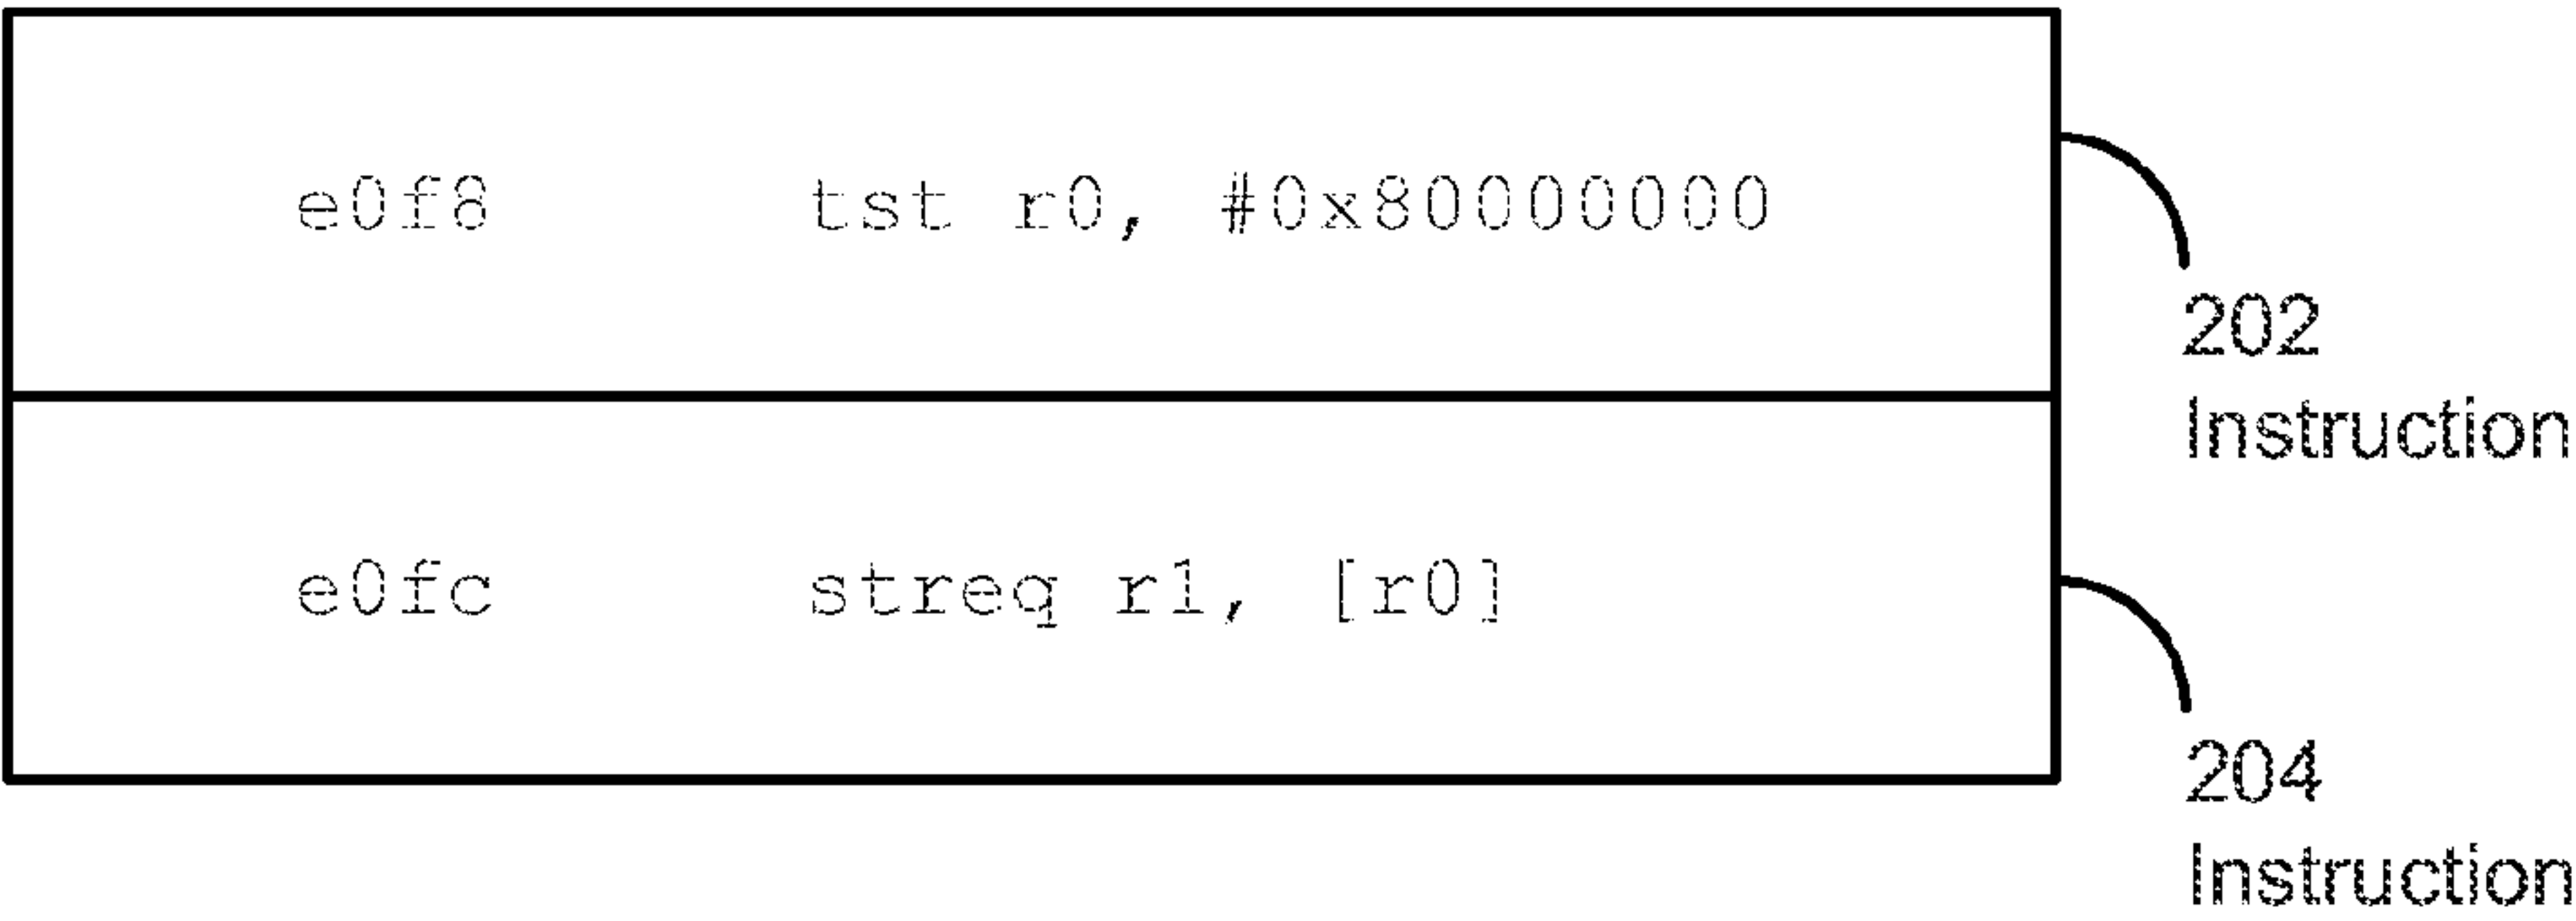 e0f8 tst r0, #0x80000000
202
Instruction
e0fc streq r1, [r0]
204
Instruction